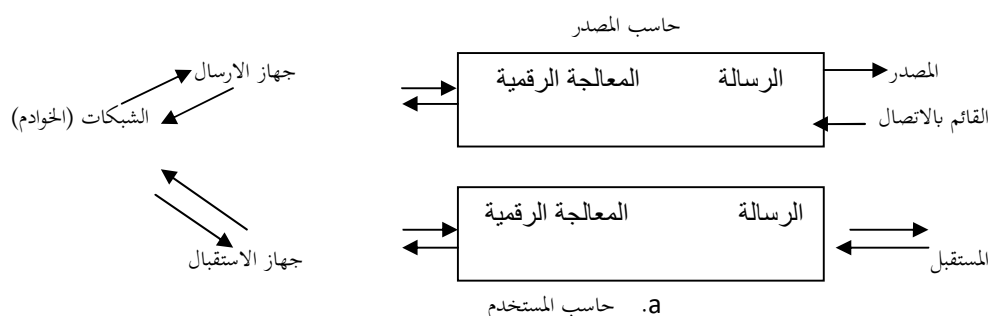 حاسب المصدر
المصدر
الرسالة
المعالجة الرقمية
جهاز الارسال
القائم بالاتصال
الشبكات (الخوادم)
الرسالة
المعالجة الرقمية
المستقبل
جهاز الاستقبال
a. حاسب المستخدم